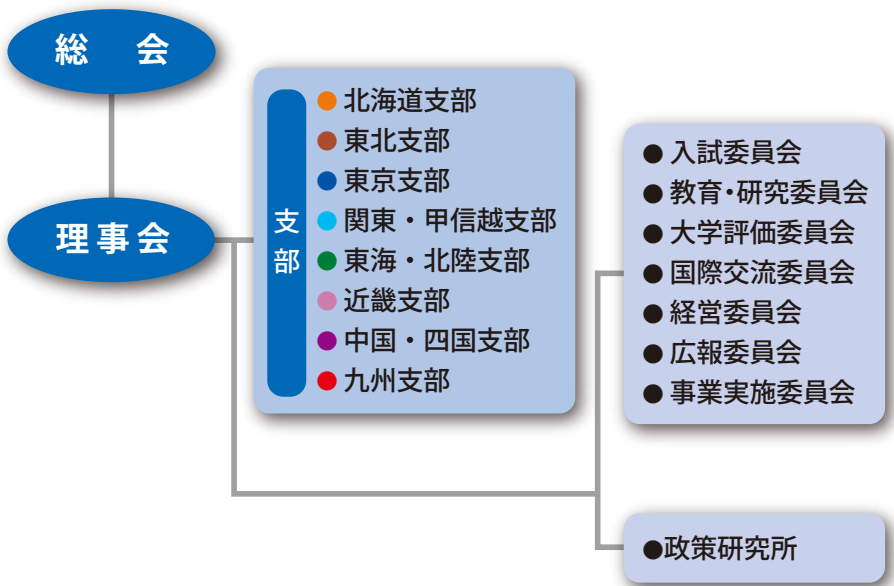 総　会
理事会
支部
● 北海道支部
● 東北支部
● 東京支部
● 関東・甲信越支部
● 東海・北陸支部
● 近畿支部
● 中国・四国支部
● 九州支部
● 入試委員会
● 教育・研究委員会
● 大学評価委員会
● 国際交流委員会
● 経営委員会
● 広報委員会
● 事業実施委員会
●政策研究所